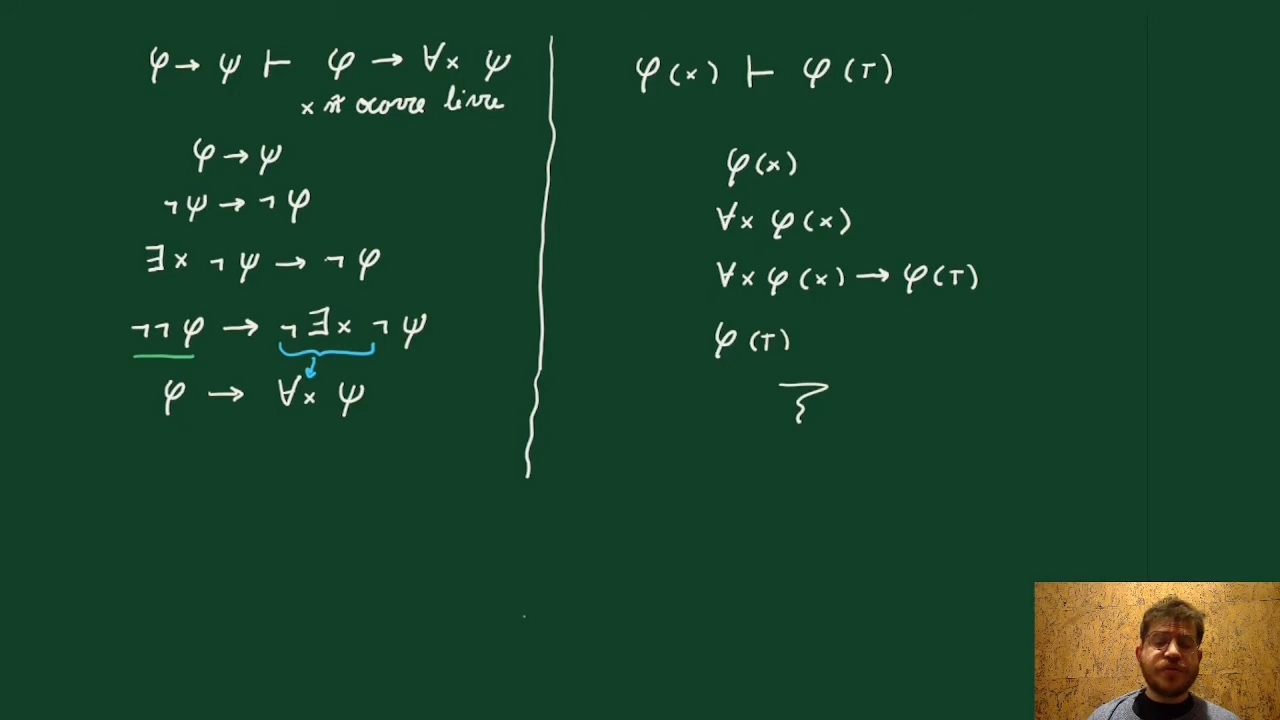 φ → ψ ⊢ φ → ∀x ψ
x ñ ocorre livre
φ → ψ
¬ψ → ¬φ
∃x ¬ψ → ¬φ
¬¬φ → ¬∃x ¬ψ
φ → ∀x ψ
φ(x) ⊢ φ(T)
φ(x)
∀x φ(x)
∀x φ(x) → φ(T)
φ(T)